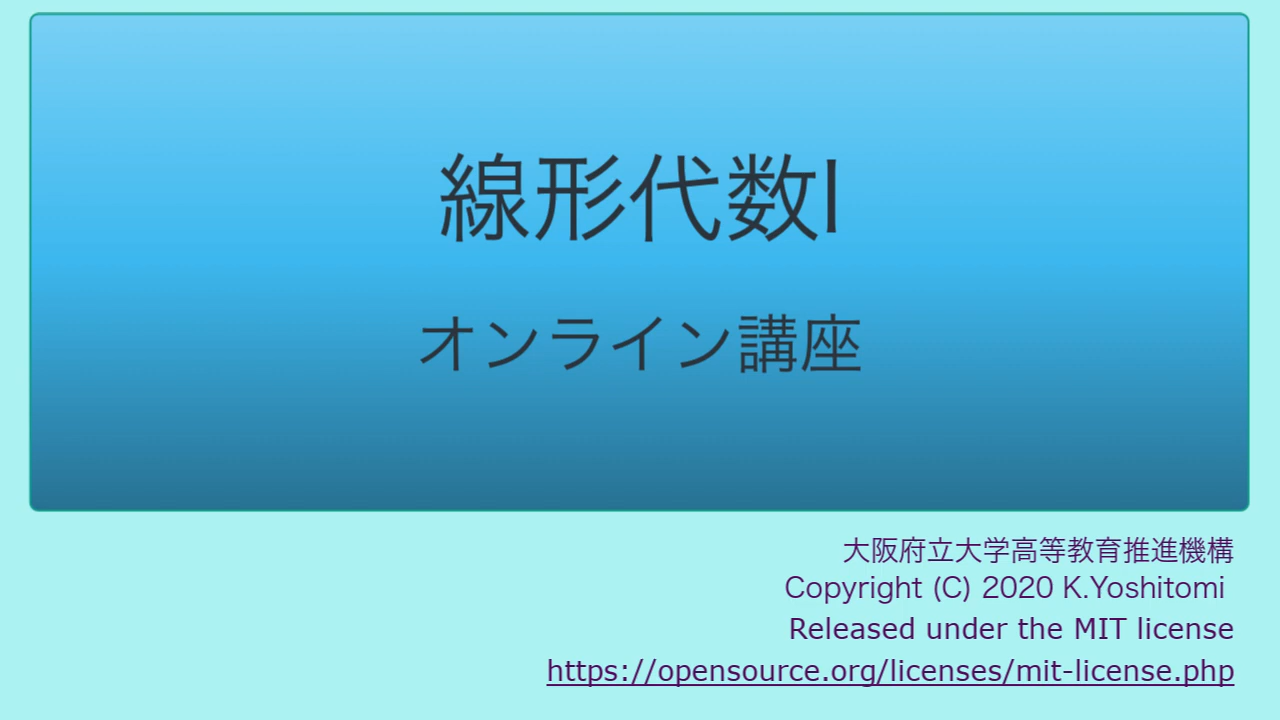 線形代数I
オンライン講座
大阪府立大学高等教育推進機構
Copyright (C) 2020 K.Yoshitomi
Released under the MIT license
https://opensource.org/licenses/mit-license.php